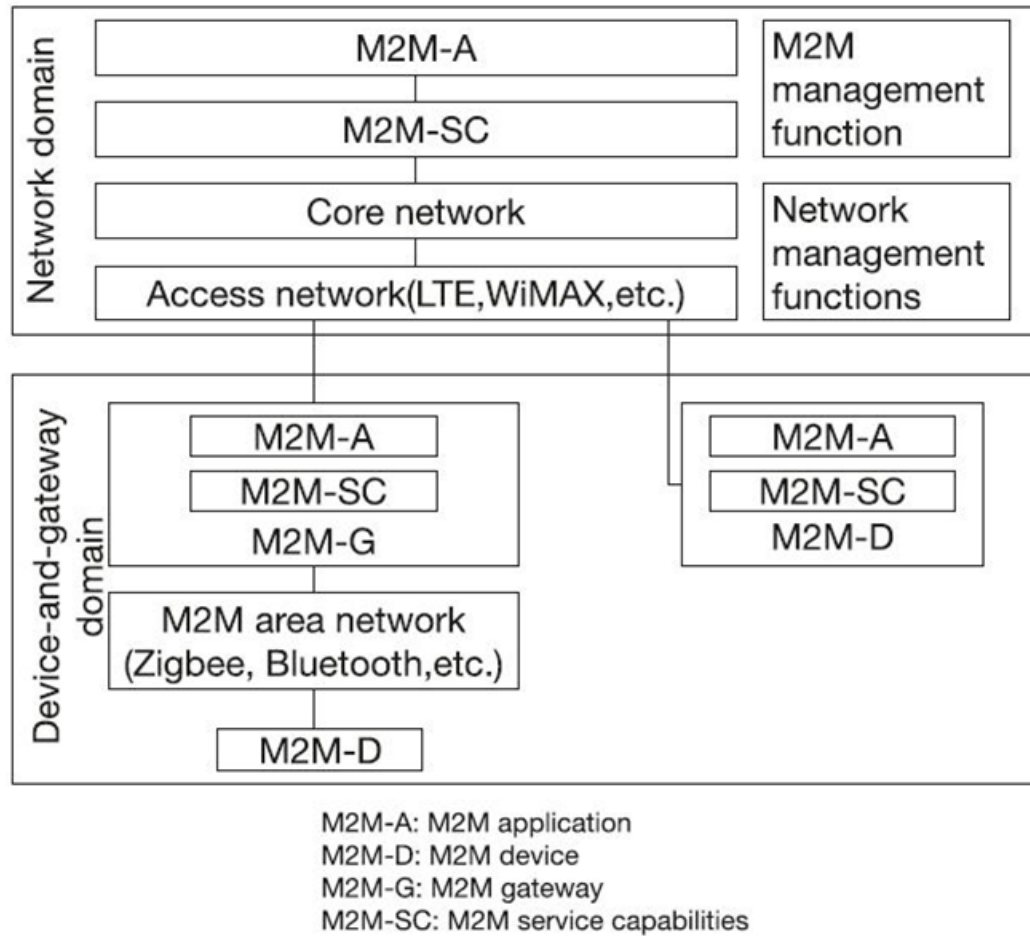 Network domain
M2M-A
M2M-SC
Core network
Access network(LTE,WiMAX,etc.)
M2M
management
function
Network
management
functions
Device-and-gateway
domain
M2M-A
M2M-SC
M2M-G
M2M area network
(Zigbee, Bluetooth,etc.)
M2M-D
M2M-A
M2M-SC
M2M-D
M2M-A: M2M application
M2M-D: M2M device
M2M-G: M2M gateway
M2M-SC: M2M service capabilities